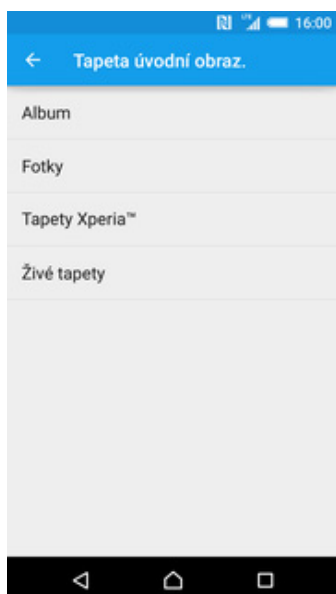 16:00
Tapeta úvodní obraz.
Album
Fotky
Tapety Xperia™
Živé tapety